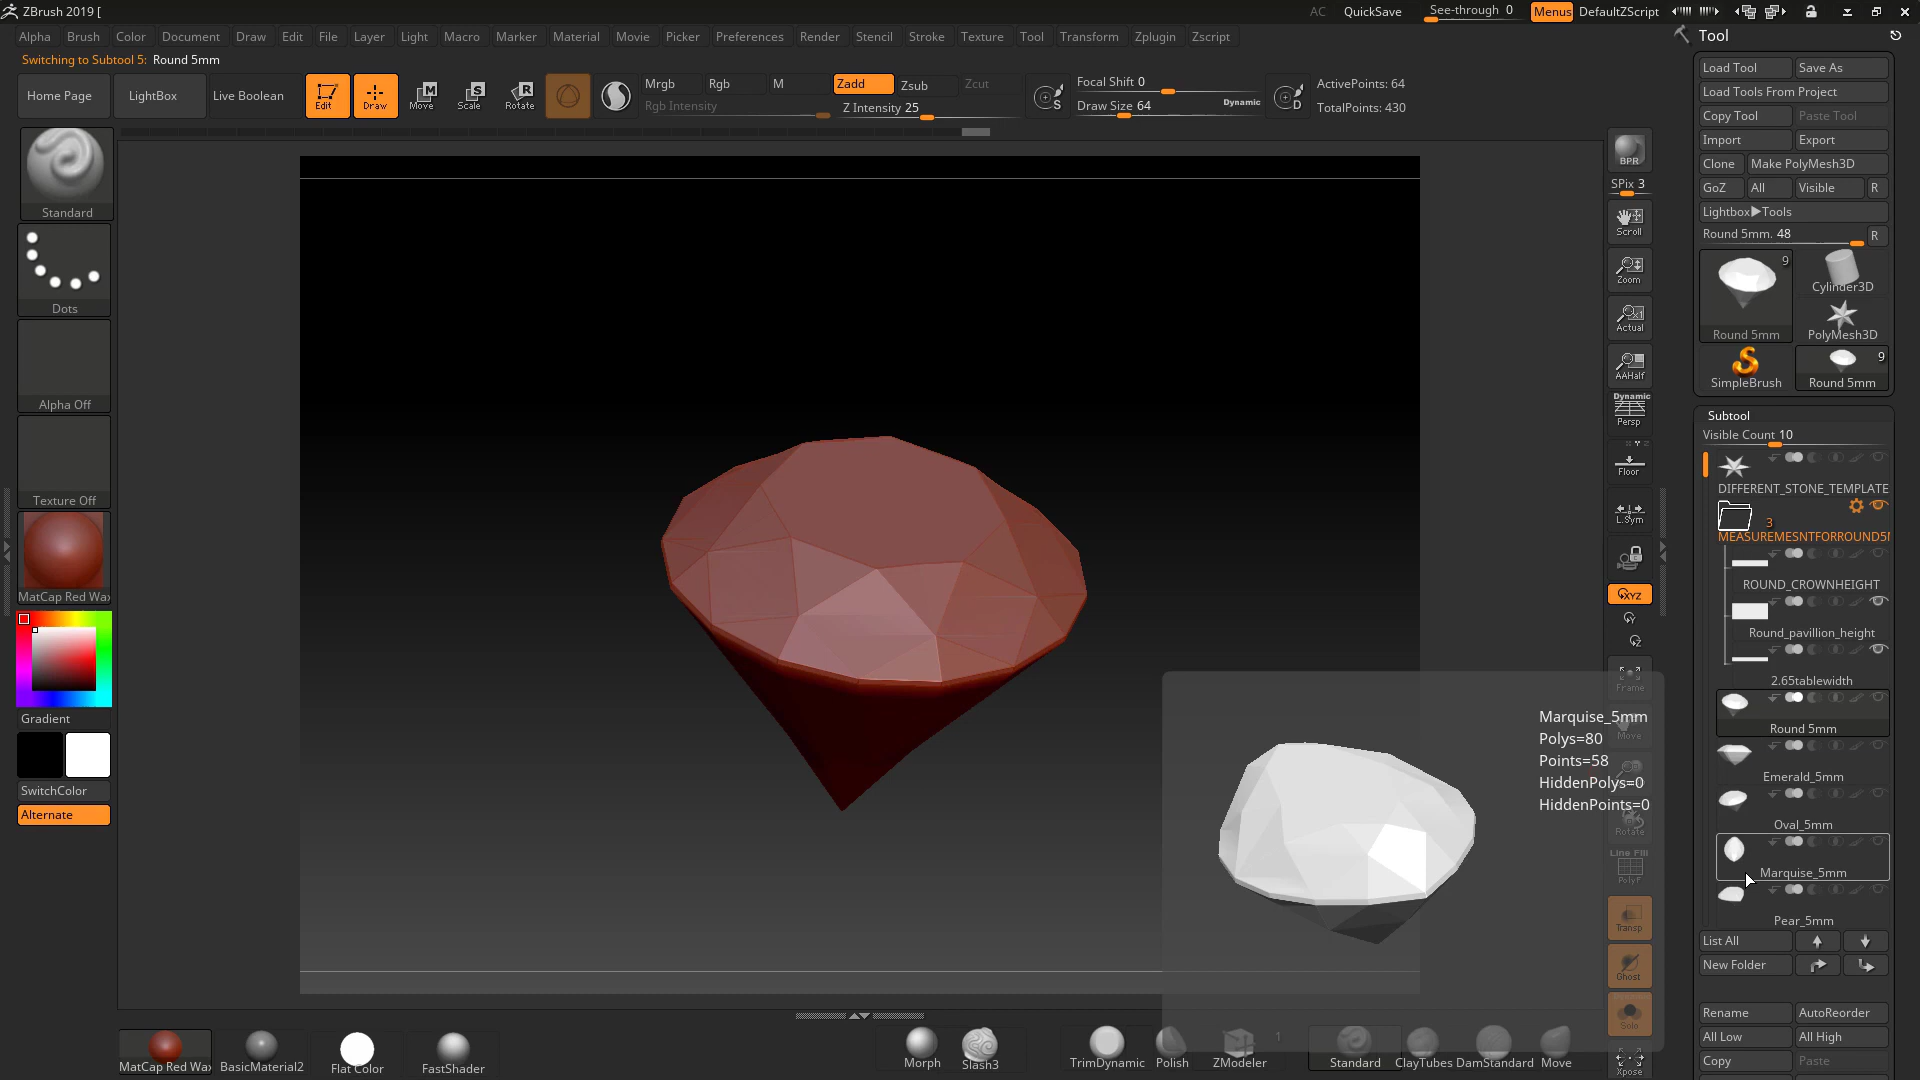 ZBrush 2019 [
AC
QuickSave
See-through 0
Menus
DefaultZScript
Alpha Brush Color Document Draw Edit File Layer Light Macro Marker Material Movie Picker Preferences Render Stencil Stroke Texture Tool Transform Zplugin Zscript
Switching to Subtool 5: Round 5mm
Home Page
LightBox
Live Boolean
Edit
Draw
Move
Scale
Rotate
Mrgb Rgb M
Rgb Intensity
Zadd Zsub Zcut
Z Intensity 25
S
Focal Shift 0
Draw Size 64
Dynamic
D
ActivePoints: 64
TotalPoints: 430
Standard
Dots
Alpha Off
Texture Off
MatCap Red Wax
Gradient
SwitchColor
Alternate
BPR
SPix 3
Scroll
Zoom
Actual
AAHalf
Dynamic
Persp
Floor
L.Sym
XYZ
Frame
Move
Rotate
Line Fill
PolyF
Transp
Ghost
Solo
Xpose
Marquise_5mm
Polys=80
Points=58
HiddenPolys=0
HiddenPoints=0
Tool
Load Tool
Save As
Load Tools From Project
Copy Tool
Paste Tool
Import
Export
Clone
Make PolyMesh3D
GoZ
All
Visible
R
Lightbox▶Tools
Round 5mm. 48
R
9
Round 5mm
Cylinder3D
PolyMesh3D
SimpleBrush
9
Round 5mm
Subtool
Visible Count 10
DIFFERENT_STONE_TEMPLATE
3
MEASUREMESNTFORROUND5M
ROUND_CROWNHEIGHT
Round_pavillion_height
2.65tablewidth
Round 5mm
Emerald_5mm
Oval_5mm
Marquise_5mm
Pear_5mm
List All
New Folder
Rename
AutoReorder
All Low
All High
Copy
Paste
MatCap Red Wax
BasicMaterial2
Flat Color
FastShader
Morph
Slash3
TrimDynamic
Polish
ZModeler
1
Standard
ClayTubes
DamStandard
Move